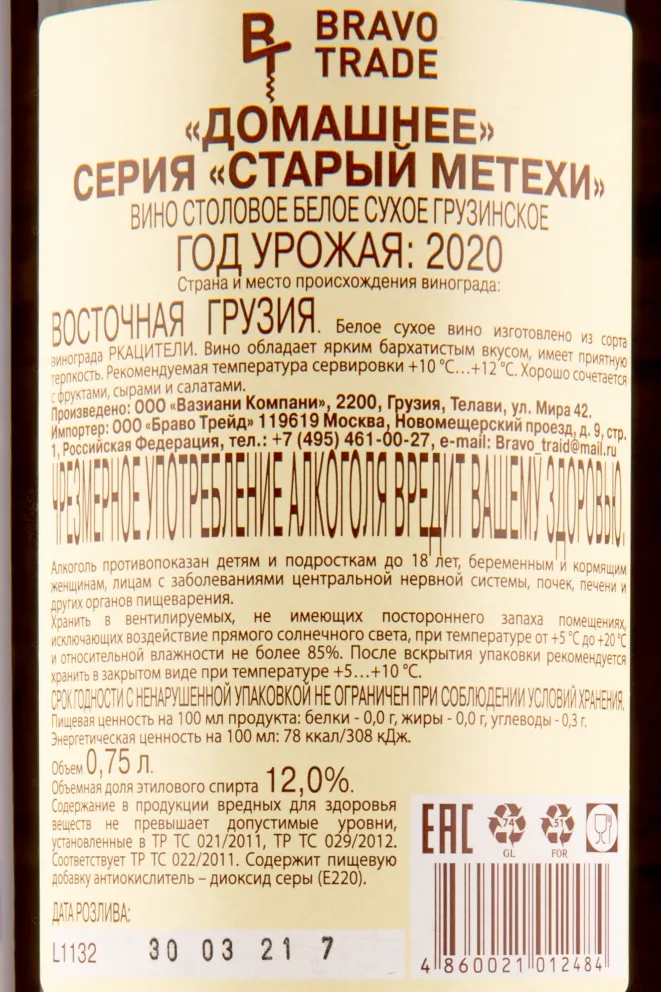 BRAVO
TRADE
«ДОМАШНЕЕ»
СЕРИЯ «СТАРЫЙ МЕТЕХИ»
ВИНО СТОЛОВОЕ БЕЛОЕ СУХОЕ ГРУЗИНСКОЕ
ГОД УРОЖАЯ: 2020
Страна и место происхождения винограда:
ВОСТОЧНАЯ ГРУЗИЯ. Белое сухое вино изготовлено из сорта
винограда РКАЦИТЕЛИ. Вино обладает ярким бархатистым вкусом, имеет приятную
терпкость. Рекомендуемая температура сервировки +10 °C...+12 °C. Хорошо сочетается
с фруктами, сырами и салатами.
Произведено: ООО «Вазиани Компани», 2200, Грузия, Телави, ул. Мира 42.
Импортер: ООО «Браво Трейд» 119619 Москва, Новомещерский проезд, д. 9, стр.
1, Российская Федерация, тел.: +7 (495) 461-00-27, e-mail: Bravo_traid@mail.ru
ЧРЕЗМЕРНОЕ УПОТРЕБЛЕНИЕ АЛКОГОЛЯ ВРЕДИТ ВАШЕМУ ЗДОРОВЬЮ.
Алкоголь противопоказан детям и подросткам до 18 лет, беременным и кормящим
женщинам, лицам с заболеваниями центральной нервной системы, почек, печени и
других органов пищеварения.
Хранить в вентилируемых, не имеющих постороннего запаха помещениях,
исключающих воздействие прямого солнечного света, при температуре от +5 °C до +20 °C
и относительной влажности не более 85%. После вскрытия упаковки рекомендуется
хранить в закрытом виде при температуре +5...+10 °C.
СРОК ГОДНОСТИ С НЕНАРУШЕННОЙ УПАКОВКОЙ НЕ ОГРАНИЧЕН ПРИ СОБЛЮДЕНИИ УСЛОВИЙ ХРАНЕНИЯ.
Пищевая ценность на 100 мл продукта: белки - 0,0 г, жиры - 0,0 г, углеводы - 0,3 г.
Энергетическая ценность на 100 мл: 78 ккал/308 кДж.
Объем 0,75 л.
Объемная доля этилового спирта 12,0%.
Содержание в продукции вредных для здоровья
веществ не превышает допустимые уровни,
установленные в ТР ТС 021/2011, ТР ТС 029/2012.
Соответствует ТР ТС 022/2011. Содержит пищевую
добавку антиокислитель – диоксид серы (E220).
ДАТА РОЗЛИВА:
L1132 30 03 21 7
EAC
74
GL
51
FOR
4 860021 012484